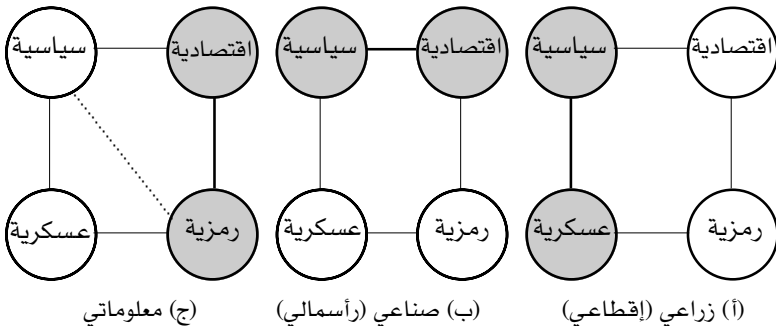 اقتصادية سياسية اقتصادية سياسية اقتصادية سياسية
رمزية عسكرية رمزية عسكرية رمزية عسكرية
(أ) زراعي (إقطاعي) (ب) صناعي (رأسمالي) (ج) معلوماتي